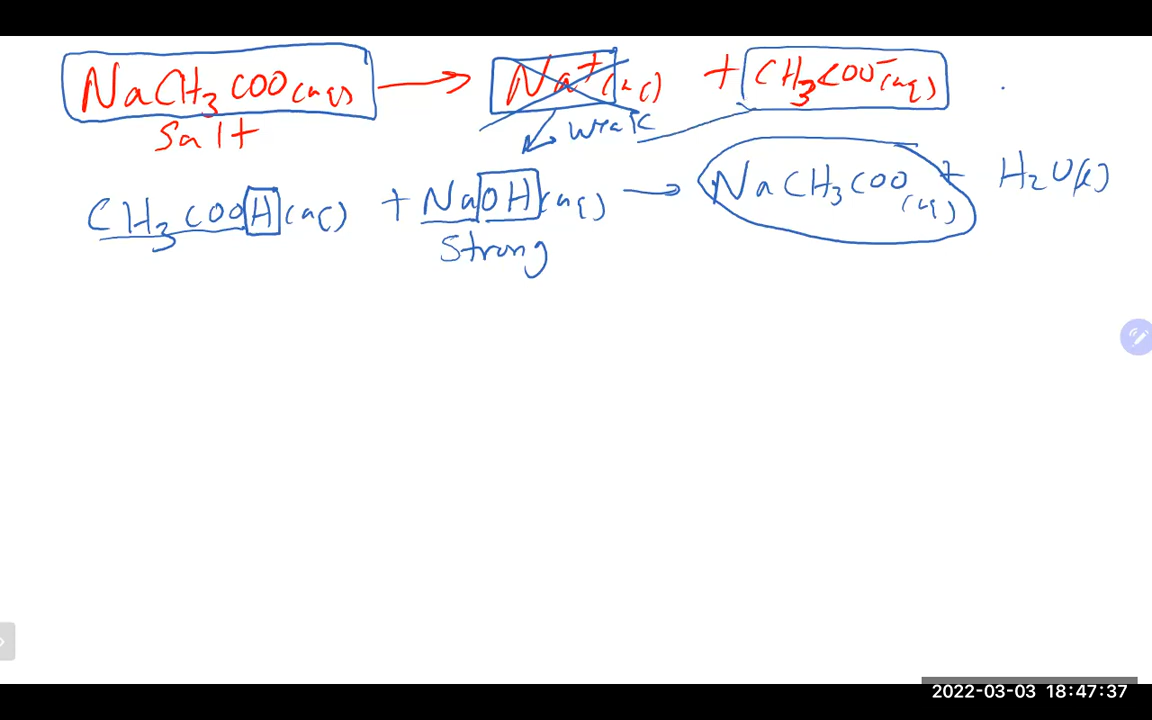 NaCH₃COO(aq) → Na⁺(aq) + CH₃COO⁻(aq)
Salt
weak
CH₃COOH(aq) + NaOH(aq) → NaCH₃COO(aq) + H₂O(l)
Strong
2022-03-03 18:47:37